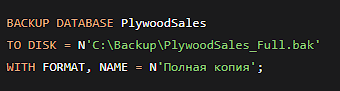 BACKUP DATABASE PlywoodSales
TO DISK = N'C:\Backup\PlywoodSales_Full.bak'
WITH FORMAT, NAME = N'Полная копия';